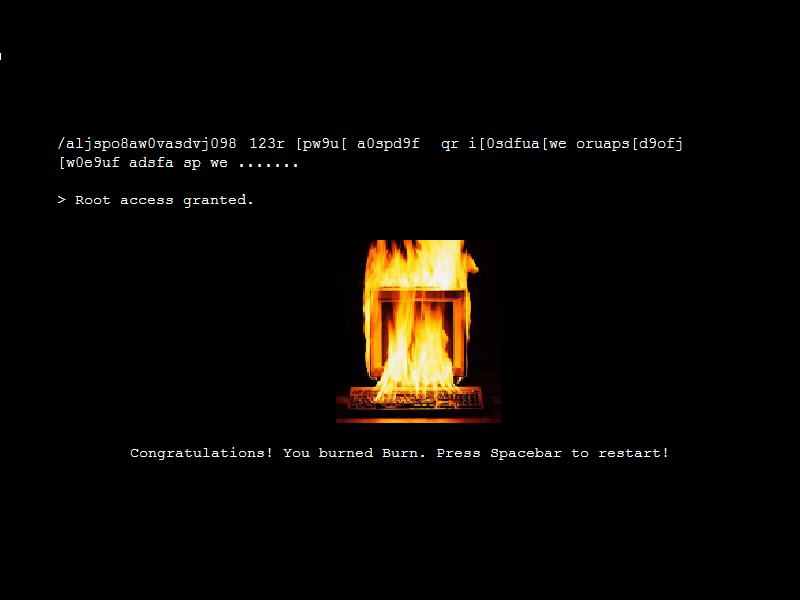 /aljspo8aw0vasdvj098 123r [pw9u[ a0spd9f  qr i[0sdfua[we oruaps[d9ofj
[w0e9uf adsfa sp we .......
> Root access granted.
Congratulations! You burned Burn. Press Spacebar to restart!